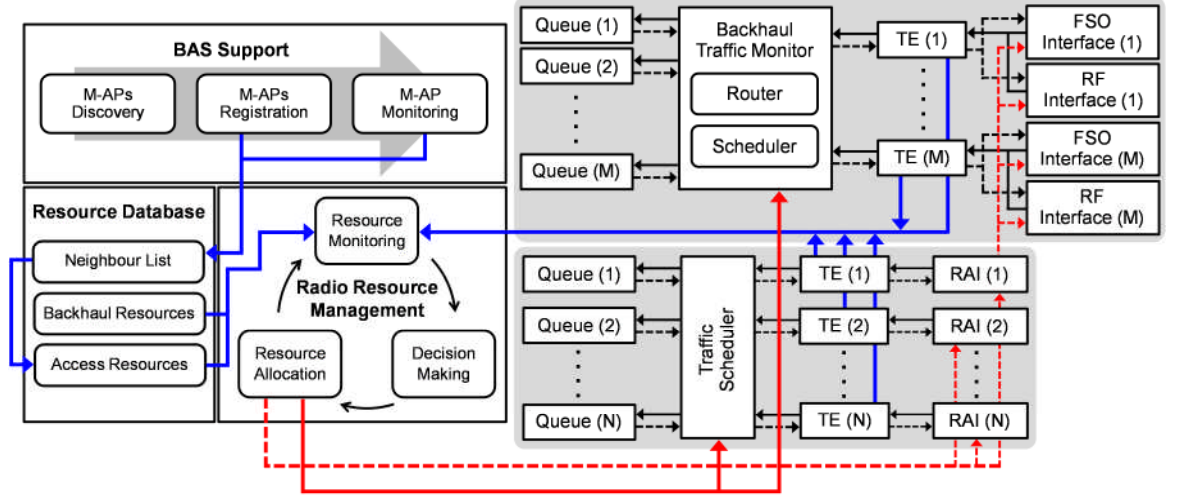 BAS Support
M-APs
Discovery
M-APs
Registration
M-AP
Monitoring
Resource Database
Neighbour List
Backhaul Resources
Access Resources
Resource
Monitoring
Radio Resource
Management
Resource
Allocation
Decision
Making
Queue (1)
Queue (2)
Queue (M)
Backhaul
Traffic Monitor
Router
Scheduler
TE (1)
TE (M)
FSO
Interface (1)
RF
Interface (1)
FSO
Interface (M)
RF
Interface (M)
Queue (1)
Queue (2)
Queue (N)
Traffic
Scheduler
TE (1)
TE (2)
TE (N)
RAI (1)
RAI (2)
RAI (N)